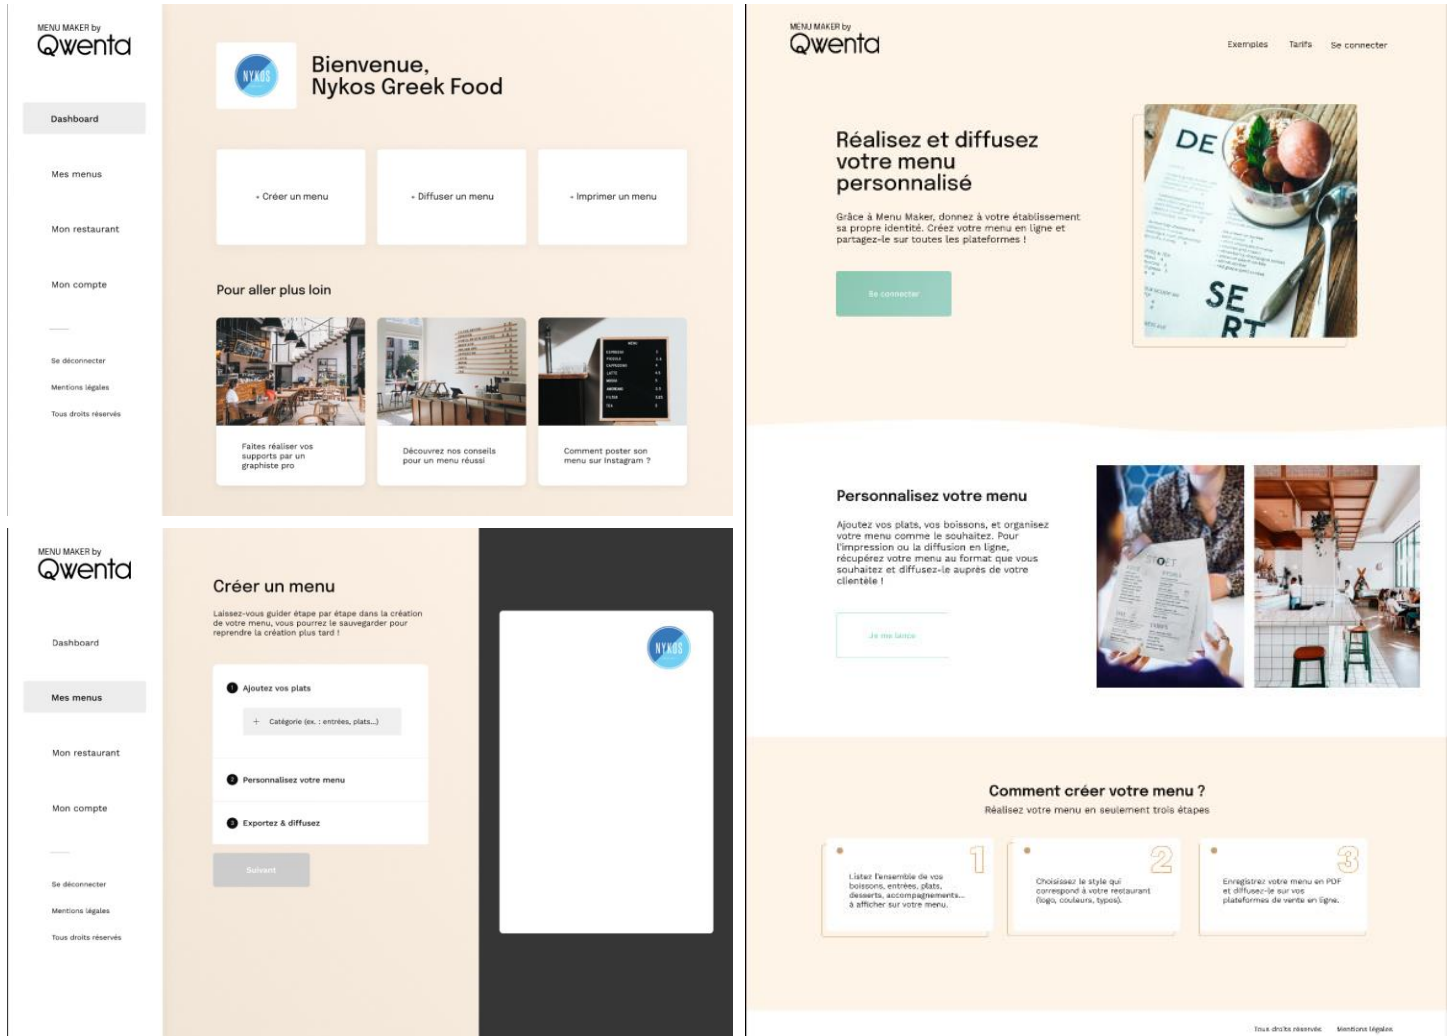 MENU MAKER by
Qwenta
Dashboard
Mes menus
Mon restaurant
Mon compte
Se déconnecter
Mentions légales
Tous droits réservés
NYKOS
Bienvenue,
Nykos Greek Food
+ Créer un menu
+ Diffuser un menu
+ Imprimer un menu
Pour aller plus loin
MENU
Faites réaliser vos
supports par un
graphiste pro
Découvrez nos conseils
pour un menu réussi
Comment poster son
menu sur Instagram ?
MENU MAKER by
Qwenta
Dashboard
Mes menus
Mon restaurant
Mon compte
Se déconnecter
Mentions légales
Tous droits réservés
Créer un menu
Laissez-vous guider étape par étape dans la création
de votre menu, vous pourrez le sauvegarder pour
reprendre la création plus tard !
1 Ajoutez vos plats
+ Catégorie (ex. : entrées, plats...)
2 Personnalisez votre menu
3 Exportez & diffusez
Suivant
NYKOS
MENU MAKER by
Qwenta
Exemples Tarifs Se connecter
Réalisez et diffusez
votre menu
personnalisé
Grâce à Menu Maker, donnez à votre établissement
sa propre identité. Créez votre menu en ligne et
partagez-le sur toutes les plateformes !
Se connecter
DE
SE
RT
Personnalisez votre menu
Ajoutez vos plats, vos boissons, et organisez
votre menu comme le souhaitez. Pour
l'impression ou la diffusion en ligne,
récupérez votre menu au format que vous
souhaitez et diffusez-le auprès de votre
clientèle !
Je me lance
Comment créer votre menu ?
Réalisez votre menu en seulement trois étapes
1
Listez l'ensemble de vos
boissons, entrées, plats,
desserts, accompagnements...
à afficher sur votre menu.
2
Choisissez le style qui
correspond à votre restaurant
(logo, couleurs, typos).
3
Enregistrez votre menu en PDF
et diffusez-le sur vos
plateformes de vente en ligne.
Tous droits réservés Mentions légales